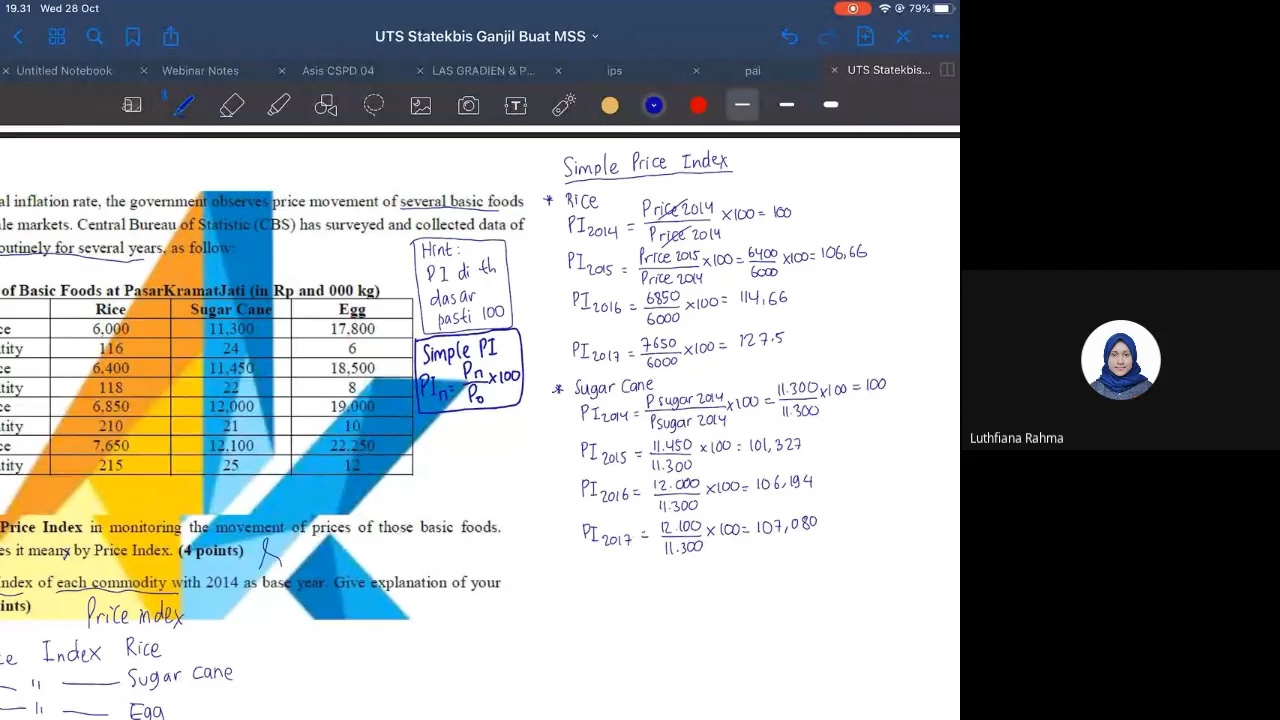 19.31 Wed 28 Oct
79%
UTS Statekbis Ganjil Buat MSS
Untitled Notebook
Webinar Notes
Asis CSPD 04
LAS GRADIEN & P...
ips
pai
UTS Statekbis...
al inflation rate, the government observes price movement of several basic foods
le markets. Central Bureau of Statistic (CBS) has surveyed and collected data of
outinely for several years, as follow:
of Basic Foods at PasarKramatJati (in Rp and 000 kg)
Rice Sugar Cane Egg
ce 6,000 11,300 17,800
tity 116 24 6
ce 6,400 11,450 18,500
tity 118 22 8
ce 6,850 12,000 19,000
tity 210 21 10
ce 7,650 12,100 22,250
tity 215 25 12
Hint:
PI di th
dasar
pasti 100
Simple PI
PIn = Pn/Po x100
Price Index in monitoring the movement of prices of those basic foods.
es it means by Price Index. (4 points)
ndex of each commodity with 2014 as base year. Give explanation of your
ints)
Price index
ce Index Rice
" Sugar cane
" Egg
Simple Price Index
* Rice
PI2014 = Price 2014/Price 2014 x100 = 100
PI2015 = Price 2015/Price 2014 x100 = 6400/6000 x100 = 106,66
PI2016 = 6850/6000 x100 = 114,66
PI2017 = 7650/6000 x100 = 127.5
* Sugar Cane
PI2014 = P sugar 2014/Psugar 2014 x100 = 11.300/11.300 x100 = 100
PI2015 = 11.450/11.300 x100 = 101,327
PI2016 = 12.000/11.300 x100 = 106,194
PI2017 = 12.100/11.300 x100 = 107,080
Luthfiana Rahma